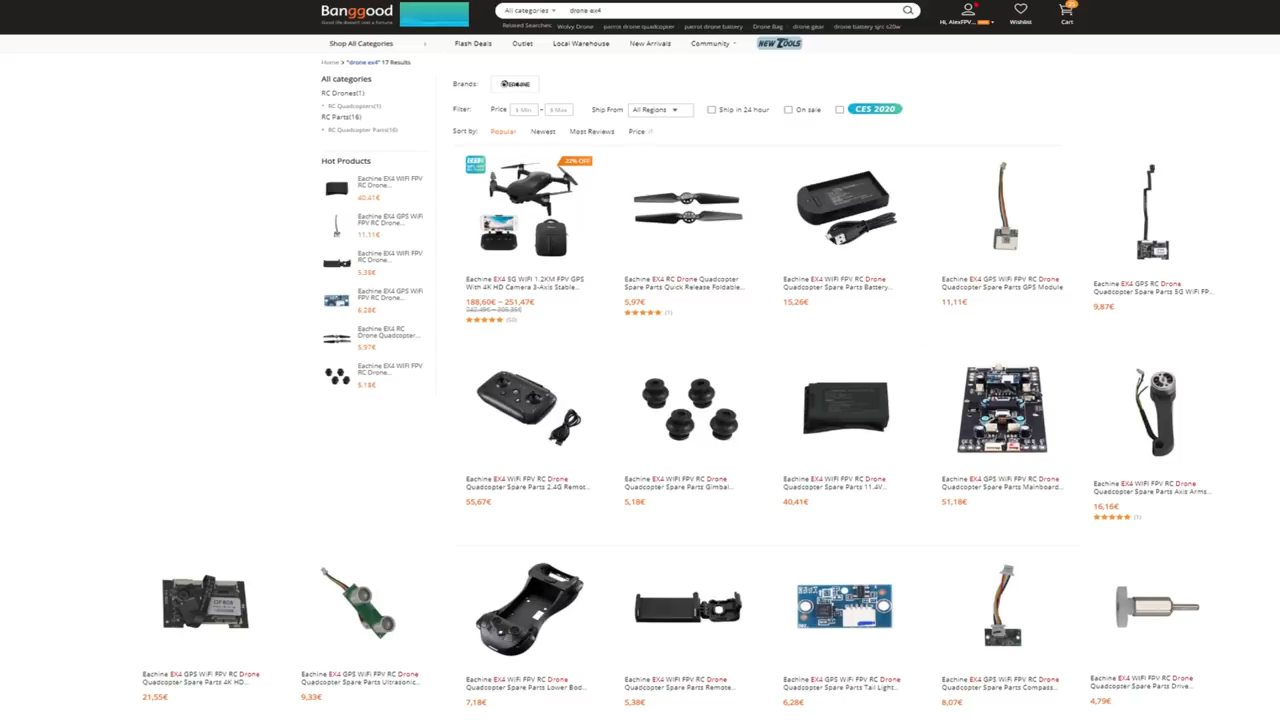 Banggood
Good life doesn't cost a fortune
All categories
drone ex4
Related Searches:
Wolvy Drone
parrot drone quadcopter
patrol drone battery
Drone Bag
drone gear
Hi, AlexFPV...
Wishlist
Cart
Shop All Categories
Flash Deals
Outlet
Local Warehouse
New Arrivals
Community
NEW TOOLS
Home > "drone ex4" 17 Results
All categories
RC Drones(1)
RC Quadcopters(1)
RC Parts(16)
RC Quadcopter Parts(16)
Brands:
Filter:
Price
$ Min
-
$ Max
Ship From
All Regions
Ship in 24 hour
On sale
CES 2020
Sort by:
Popular
Newest
Most Reviews
Price
Hot Products
Eachine EX4 WIFI FPV
RC Drone...
40,41€
Eachine EX4 GPS WiFi
FPV RC Drone...
11,11€
Eachine EX4 WIFI FPV
RC Drone...
5,38€
Eachine EX4 GPS WiFi
FPV RC Drone...
6,28€
Eachine EX4 RC
Drone Quadcopter...
5,97€
Eachine EX4 WIFI FPV
RC Drone...
5,18€
22% OFF
Eachine EX4 5G WIFI 1.2KM FPV GPS
With 4K HD Camera 3-Axis Stable...
188,60€ ~ 251,47€
Eachine EX4 RC Drone Quadcopter
Spare Parts Quick Release Foldable...
5,97€
(1)
Eachine EX4 WIFI FPV RC Drone
Quadcopter Spare Parts Battery...
15,26€
Eachine EX4 GPS WIFI FPV RC Drone
Quadcopter Spare Parts GPS Module
11,11€
Eachine EX4 GPS RC Drone
Quadcopter Spare Parts 5G WIFI FP...
9,87€
Eachine EX4 WIFI FPV RC Drone
Quadcopter Spare Parts 2.4G Remot...
55,67€
Eachine EX4 WIFI FPV RC Drone
Quadcopter Spare Parts Gimbal...
5,18€
Eachine EX4 WiFi FPV RC Drone
Quadcopter Spare Parts 11.4V...
40,41€
Eachine EX4 GPS WIFI FPV RC Drone
Quadcopter Spare Parts Mainboard...
51,18€
Eachine EX4 WIFI FPV RC Drone
Quadcopter Spare Parts Axis Arms...
16,16€
(1)
Eachine EX4 GPS WiFi FPV RC Drone
Quadcopter Spare Parts 4K HD...
21,55€
Eachine EX4 GPS WiFi FPV RC Drone
Quadcopter Spare Parts Ultrasonic...
9,33€
Eachine EX4 WIFI FPV RC Drone
Quadcopter Spare Parts Lower Bod...
7,18€
Eachine EX4 WIFI FPV RC Drone
Quadcopter Spare Parts Remote...
5,38€
Eachine EX4 GPS WiFi FPV RC Drone
Quadcopter Spare Parts Tail Light...
6,28€
Eachine EX4 GPS WiFi FPV RC Drone
Quadcopter Spare Parts Compass...
8,07€
Eachine EX4 WIFI FPV RC Drone
Quadcopter Spare Parts Drive...
4,79€